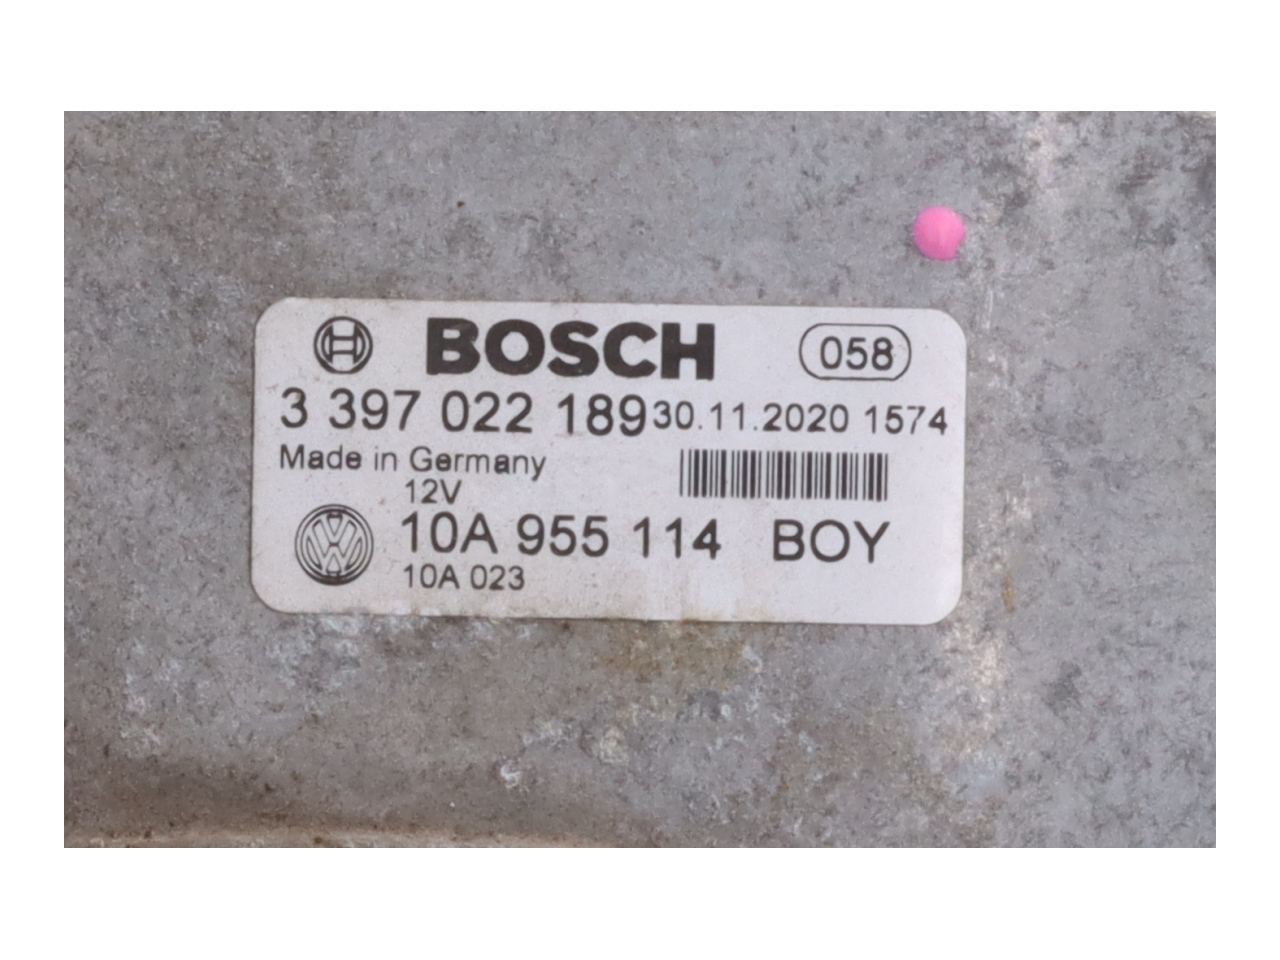 BOSCH 058
3 397 022 189 30.11.2020 1574
Made in Germany
12V
10A 955 114 BOY
10A 023